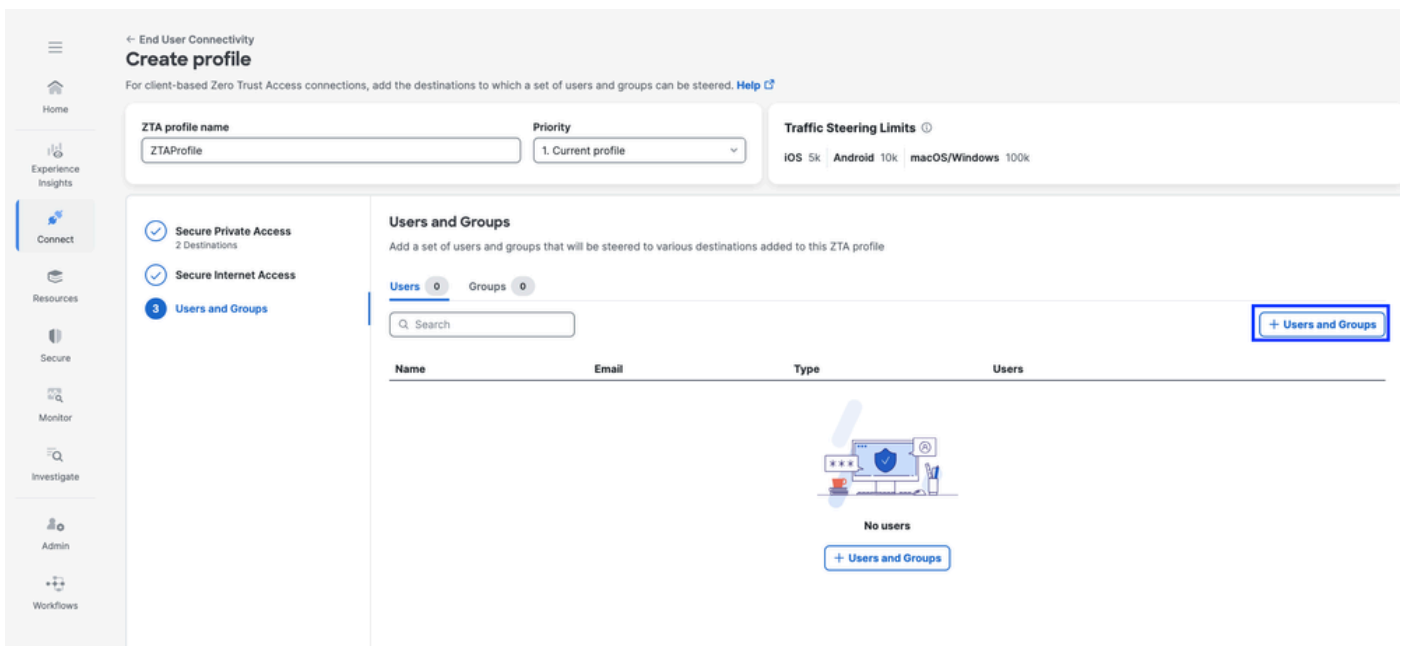 ← End User Connectivity
Create profile
For client-based Zero Trust Access connections, add the destinations to which a set of users and groups can be steered. Help
Home
Experience
Insights
Connect
Resources
Secure
Monitor
Investigate
Admin
Workflows
ZTA profile name
ZTAProfile
Priority
1. Current profile
Traffic Steering Limits
iOS 5k Android 10k macOS/Windows 100k
Secure Private Access
2 Destinations
Secure Internet Access
3 Users and Groups
Users and Groups
Add a set of users and groups that will be steered to various destinations added to this ZTA profile
Users 0 Groups 0
Search
+ Users and Groups
Name Email Type Users
***
No users
+ Users and Groups